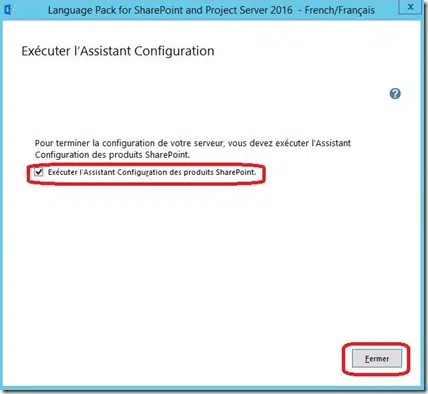 Language Pack for SharePoint and Project Server 2016 - French/Français
x
Exécuter l'Assistant Configuration
?
Pour terminer la configuration de votre serveur, vous devez exécuter l'Assistant
Configuration des produits SharePoint.
Exécuter l'Assistant Configuration des produits SharePoint.
Fermer